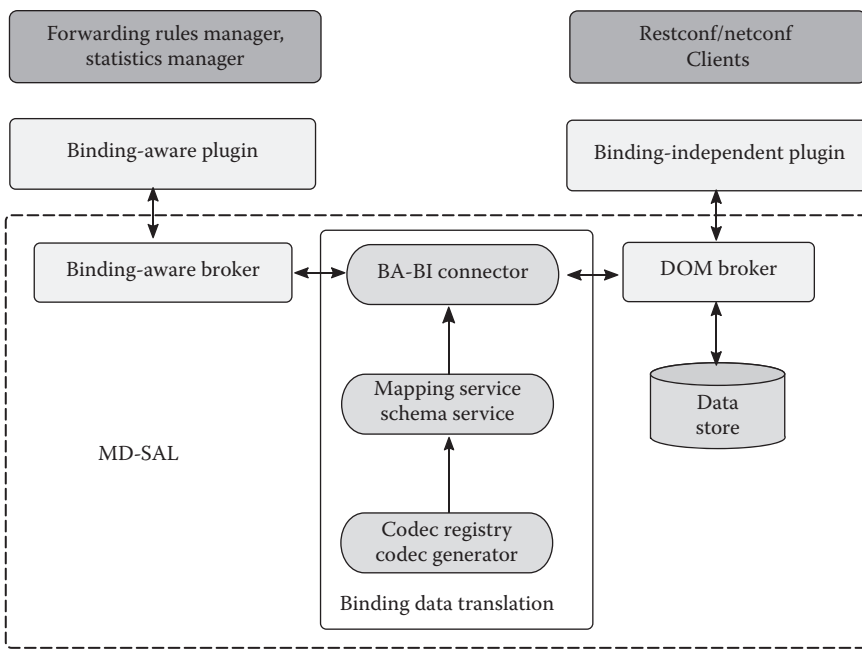 Forwarding rules manager,
statistics manager
Restconf/netconf
Clients
Binding-aware plugin
Binding-independent plugin
Binding-aware broker
BA-BI connector
DOM broker
Mapping service
schema service
Data
store
MD-SAL
Codec registry
codec generator
Binding data translation